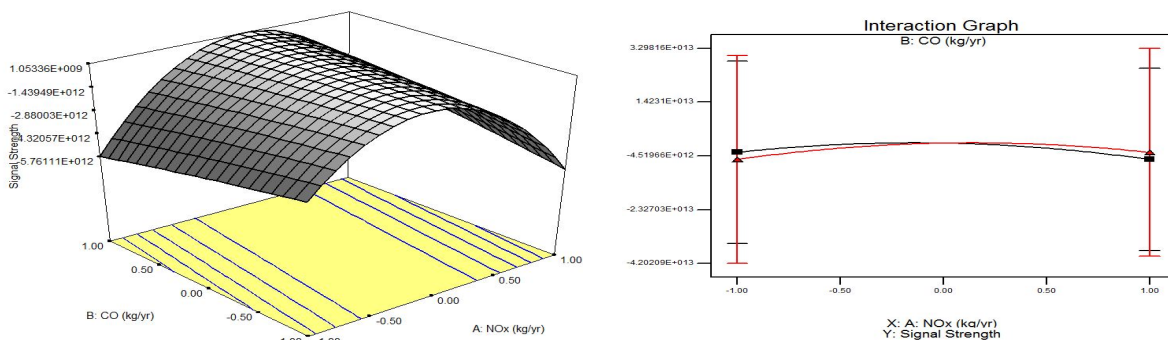 1.05336E+009
-1.43949E+012
-2.88003E+012
4.32057E+012
-5.76111E+012
Signal Strength
1.00
0.50
0.00
-0.50
B: CO (kg/yr)
1.00
0.50
0.00
-0.50
A: NOx (kg/yr)
Interaction Graph
B: CO (kg/yr)
3.29816E+013
1.4231E+013
-4.51966E+012
-2.32703E+013
-4.20209E+013
-1.00
-0.50
0.00
0.50
1.00
X: A: NOx (kg/yr)
Y: Signal Strength